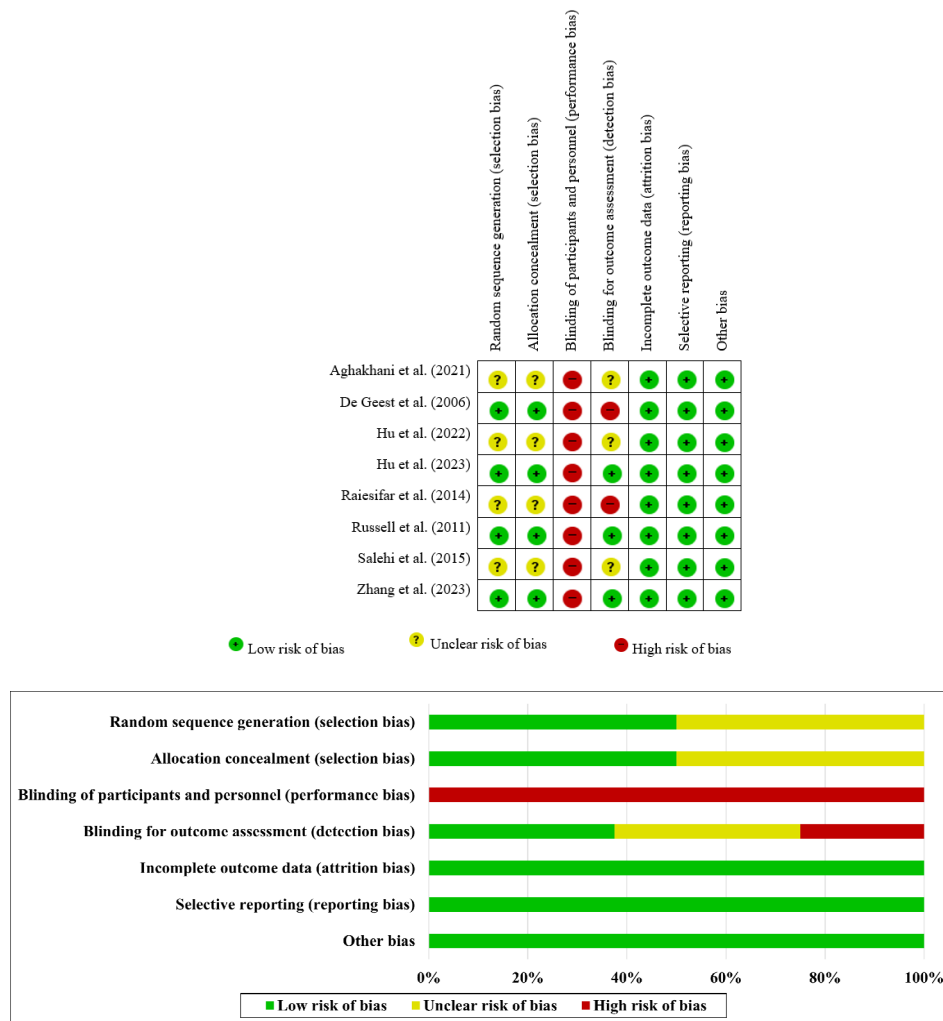 Random sequence generation (selection bias)
Allocation concealment (selection bias)
Blinding of participants and personnel (performance bias)
Blinding for outcome assessment (detection bias)
Incomplete outcome data (attrition bias)
Selective reporting (reporting bias)
Other bias
Aghakhani et al. (2021) ? ? − ? + + +
De Geest et al. (2006) + + − − + + +
Hu et al. (2022) ? ? − ? + + +
Hu et al. (2023) + + − + + + +
Raiesifar et al. (2014) ? ? − − + + +
Russell et al. (2011) + + − + + + +
Salehi et al. (2015) ? ? − ? + + +
Zhang et al. (2023) + + − + + + +
+ Low risk of bias ? Unclear risk of bias − High risk of bias
Random sequence generation (selection bias)
Allocation concealment (selection bias)
Blinding of participants and personnel (performance bias)
Blinding for outcome assessment (detection bias)
Incomplete outcome data (attrition bias)
Selective reporting (reporting bias)
Other bias
0% 20% 40% 60% 80% 100%
Low risk of bias Unclear risk of bias High risk of bias